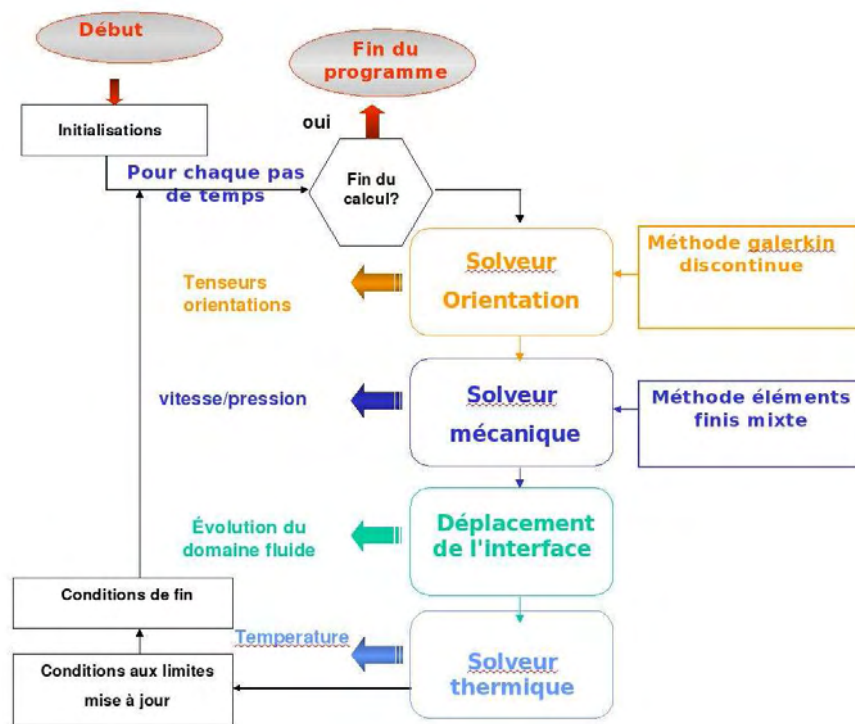 Début
Fin du
programme
Initialisations
oui
Pour chaque pas
de temps
Fin du
calcul?
Solveur
Orientation
Méthode galerkin
discontinue
Tenseurs
orientations
Solveur
mécanique
Méthode éléments
finis mixte
vitesse/pression
Déplacement
de l'interface
Évolution du
domaine fluide
Conditions de fin
Temperature
Solveur
thermique
Conditions aux limites
mise à jour